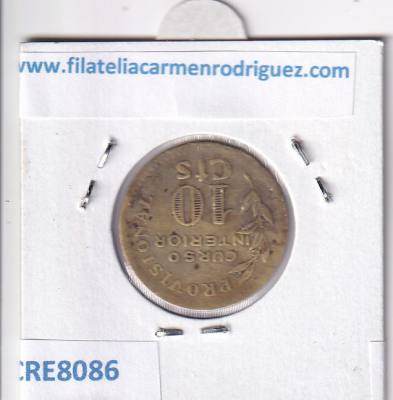 www.filateliacarmenrodriguez.com
PROVISIONAL
CURSO
INTERIOR
10
Cts
CRE8086